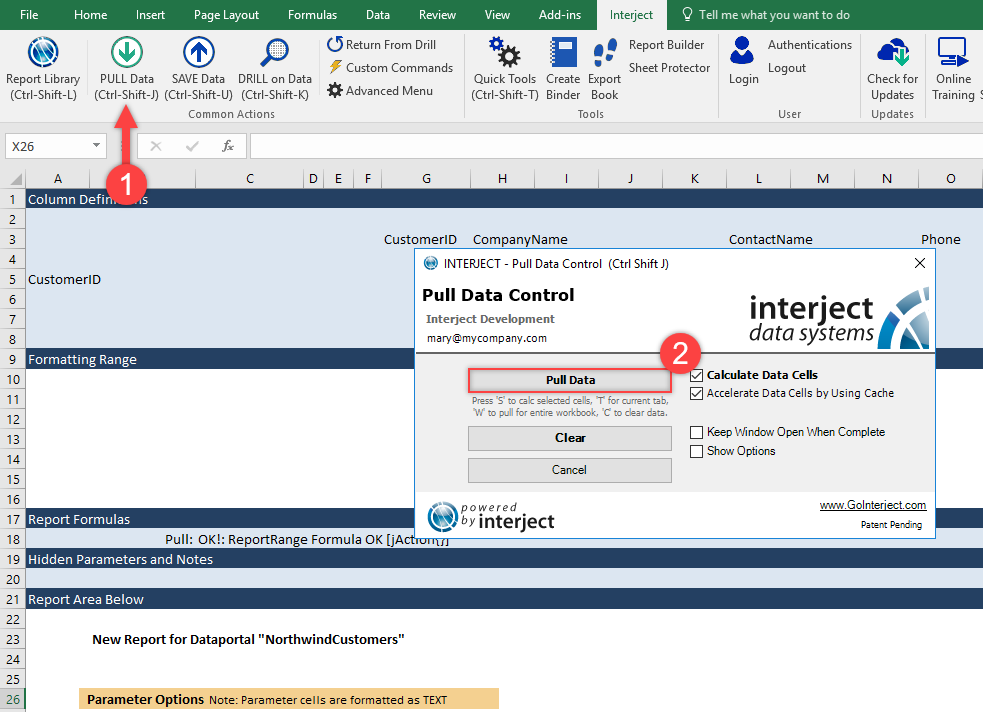 File Home Insert Page Layout Formulas Data Review View Add-ins Interject Tell me what you want to do
Report Library
(Ctrl-Shift-L)
PULL Data
(Ctrl-Shift-J)
SAVE Data
(Ctrl-Shift-U)
DRILL on Data
(Ctrl-Shift-K)
Return From Drill
Custom Commands
Advanced Menu
Common Actions
Quick Tools
(Ctrl-Shift-T)
Create
Binder
Export
Book
Report Builder
Sheet Protector
Tools
Login
Authentications
Logout
User
Check for
Updates
Updates
Online
Training
X26
fx
1
A C D E F G H I J K L M N O
1 Column Definitions
2
3 CustomerID CompanyName ContactName Phone
4
5 CustomerID
6
7
8
9 Formatting Range
10
11
12
13
14
15
16
17 Report Formulas
18 Pull: OK!: ReportRange Formula OK [jAction{}]
19 Hidden Parameters and Notes
20
21 Report Area Below
22
23 New Report for Dataportal "NorthwindCustomers"
24
25
26 Parameter Options Note: Parameter cells are formatted as TEXT
INTERJECT - Pull Data Control (Ctrl Shift J)
Pull Data Control
Interject Development
mary@mycompany.com
interject
data systems
2
Pull Data
Press 'S' to calc selected cells, 'T' for current tab,
'W' to pull for entire workbook, 'C' to clear data.
Clear
Cancel
Calculate Data Cells
Accelerate Data Cells by Using Cache
Keep Window Open When Complete
Show Options
powered
by interject
www.GoInterject.com
Patent Pending